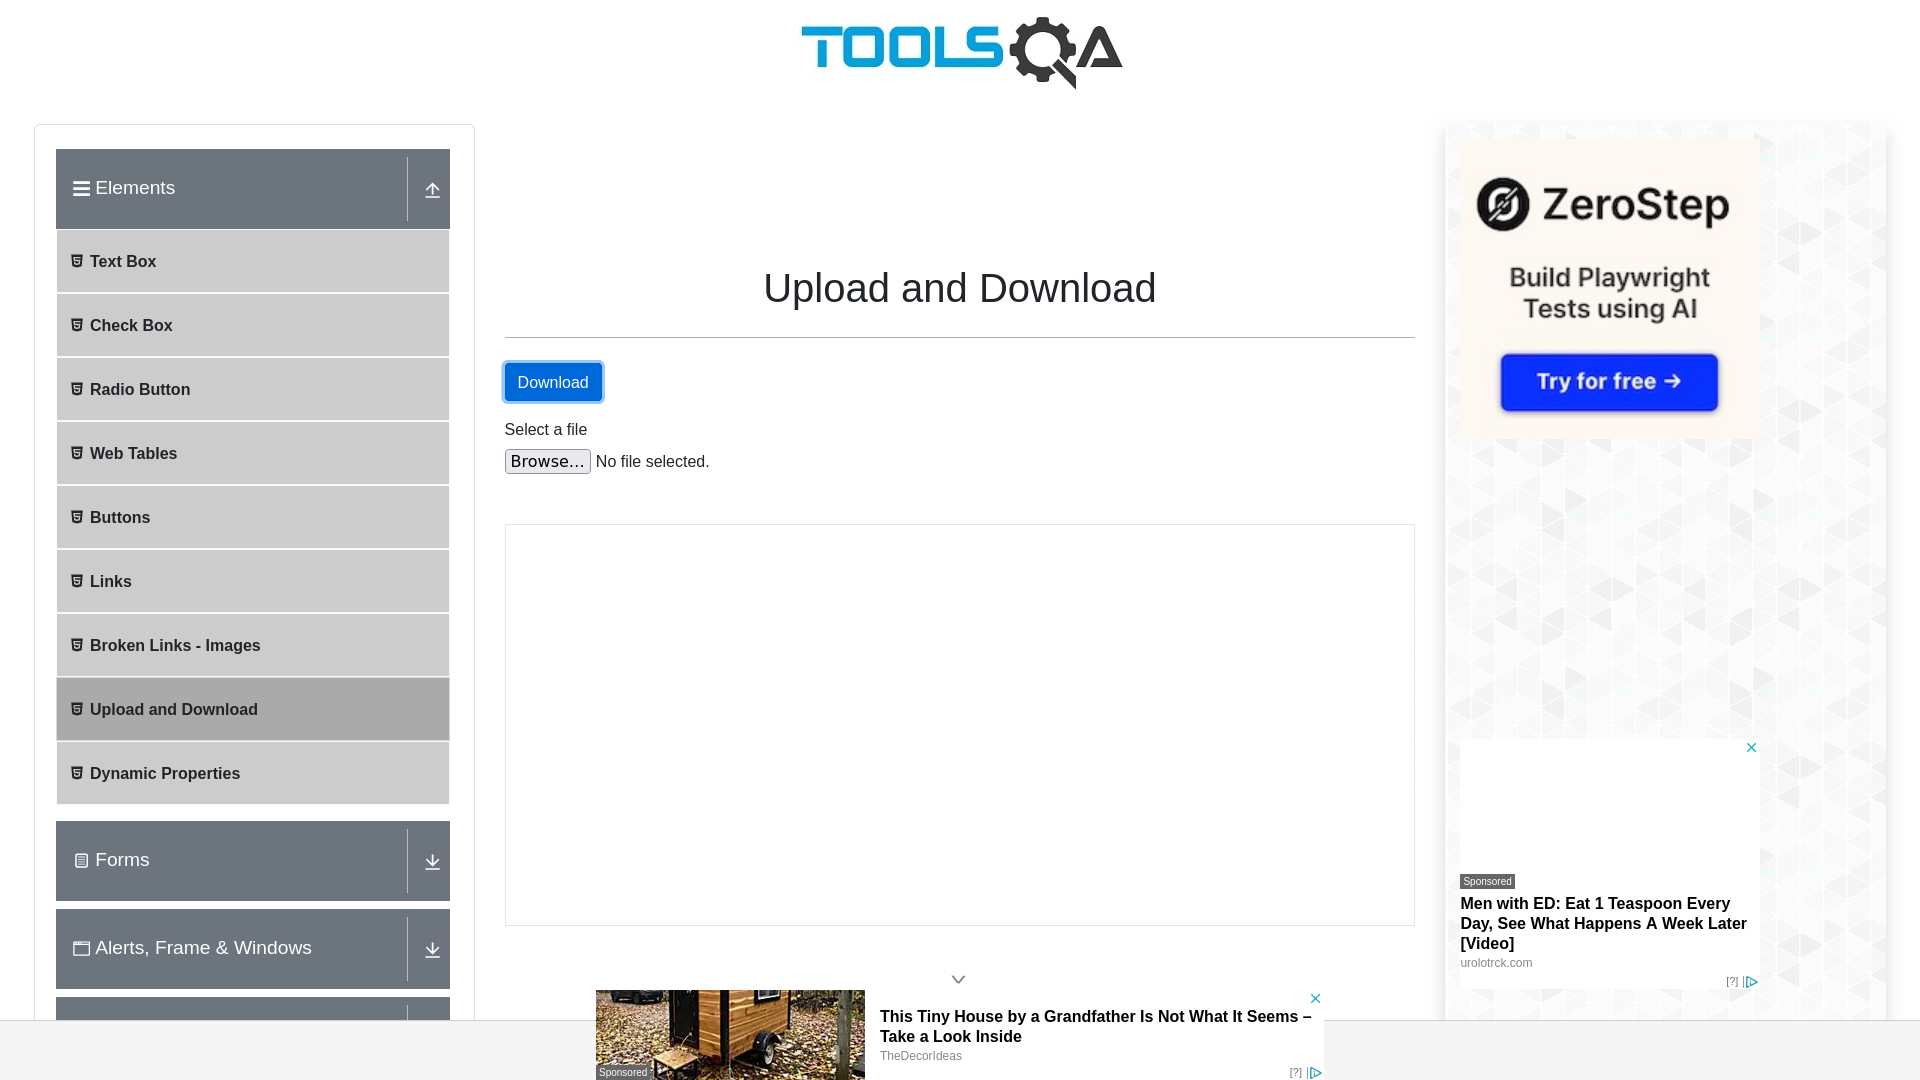 TOOLSQA
Elements
Text Box
Check Box
Radio Button
Web Tables
Buttons
Links
Broken Links - Images
Upload and Download
Dynamic Properties
Forms
Alerts, Frame & Windows
Upload and Download
Download
Select a file
Browse... No file selected.
ZeroStep
Build Playwright
Tests using AI
Try for free →
Sponsored
Men with ED: Eat 1 Teaspoon Every
Day, See What Happens A Week Later
[Video]
urolotrck.com
[?]
This Tiny House by a Grandfather Is Not What It Seems –
Take a Look Inside
TheDecorIdeas
Sponsored
[?]